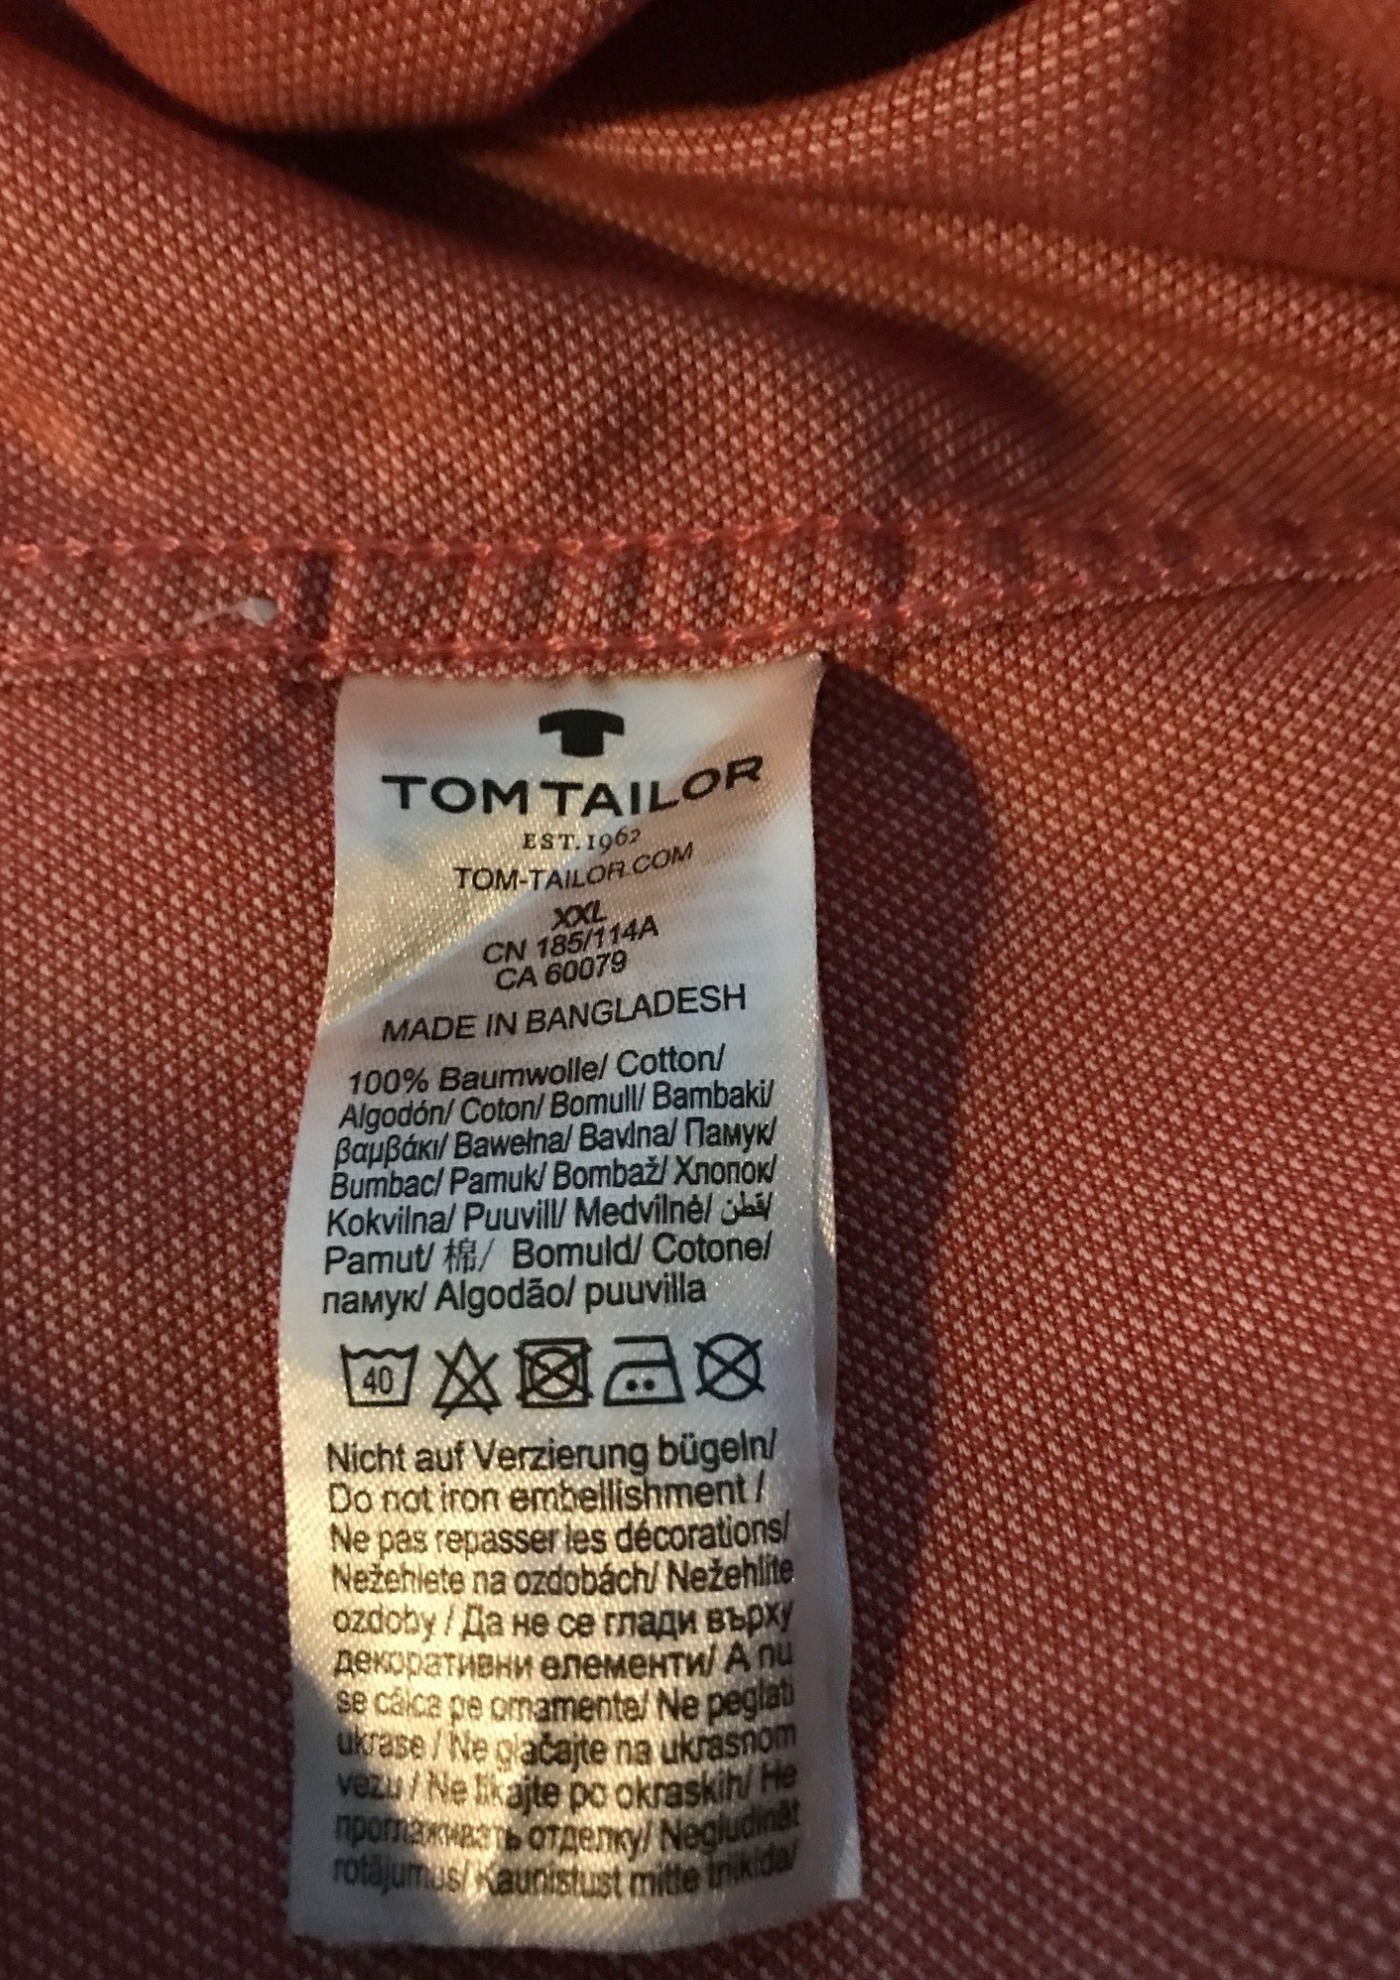 TOM TAILOR
EST. 1962
TOM-TAILOR.COM
XXL
CN 185/114A
CA 60079
MADE IN BANGLADESH
100% Baumwolle/ Cotton/
Algodón/ Coton/ Bomull/ Bambaki/
βαμβάκι/ Bawełna/ Bavlna/ Памук/
Bumbac/ Pamuk/ Bombaž/ Хлопок/
Kokvilna/ Puuvill/ Medvilnė/ قطن/
Pamut/ 棉/ Bomuld/ Cotone/
памук/ Algodão/ puuvilla
40
Nicht auf Verzierung bügeln/
Do not iron embellishment /
Ne pas repasser les décorations/
Nežehlete na ozdobách/ Nežehlite
ozdoby / Да не се глади върху
декоративни елементи/ A nu
se călca pe ornamente/ Ne peglati
ukrase / Ne glačajte na ukrasnom
vezu / Ne likajte po okraskih/ Не
проглаживать отделку/ Negludināt
rotājumus/ Kaunistust mitte triikida/